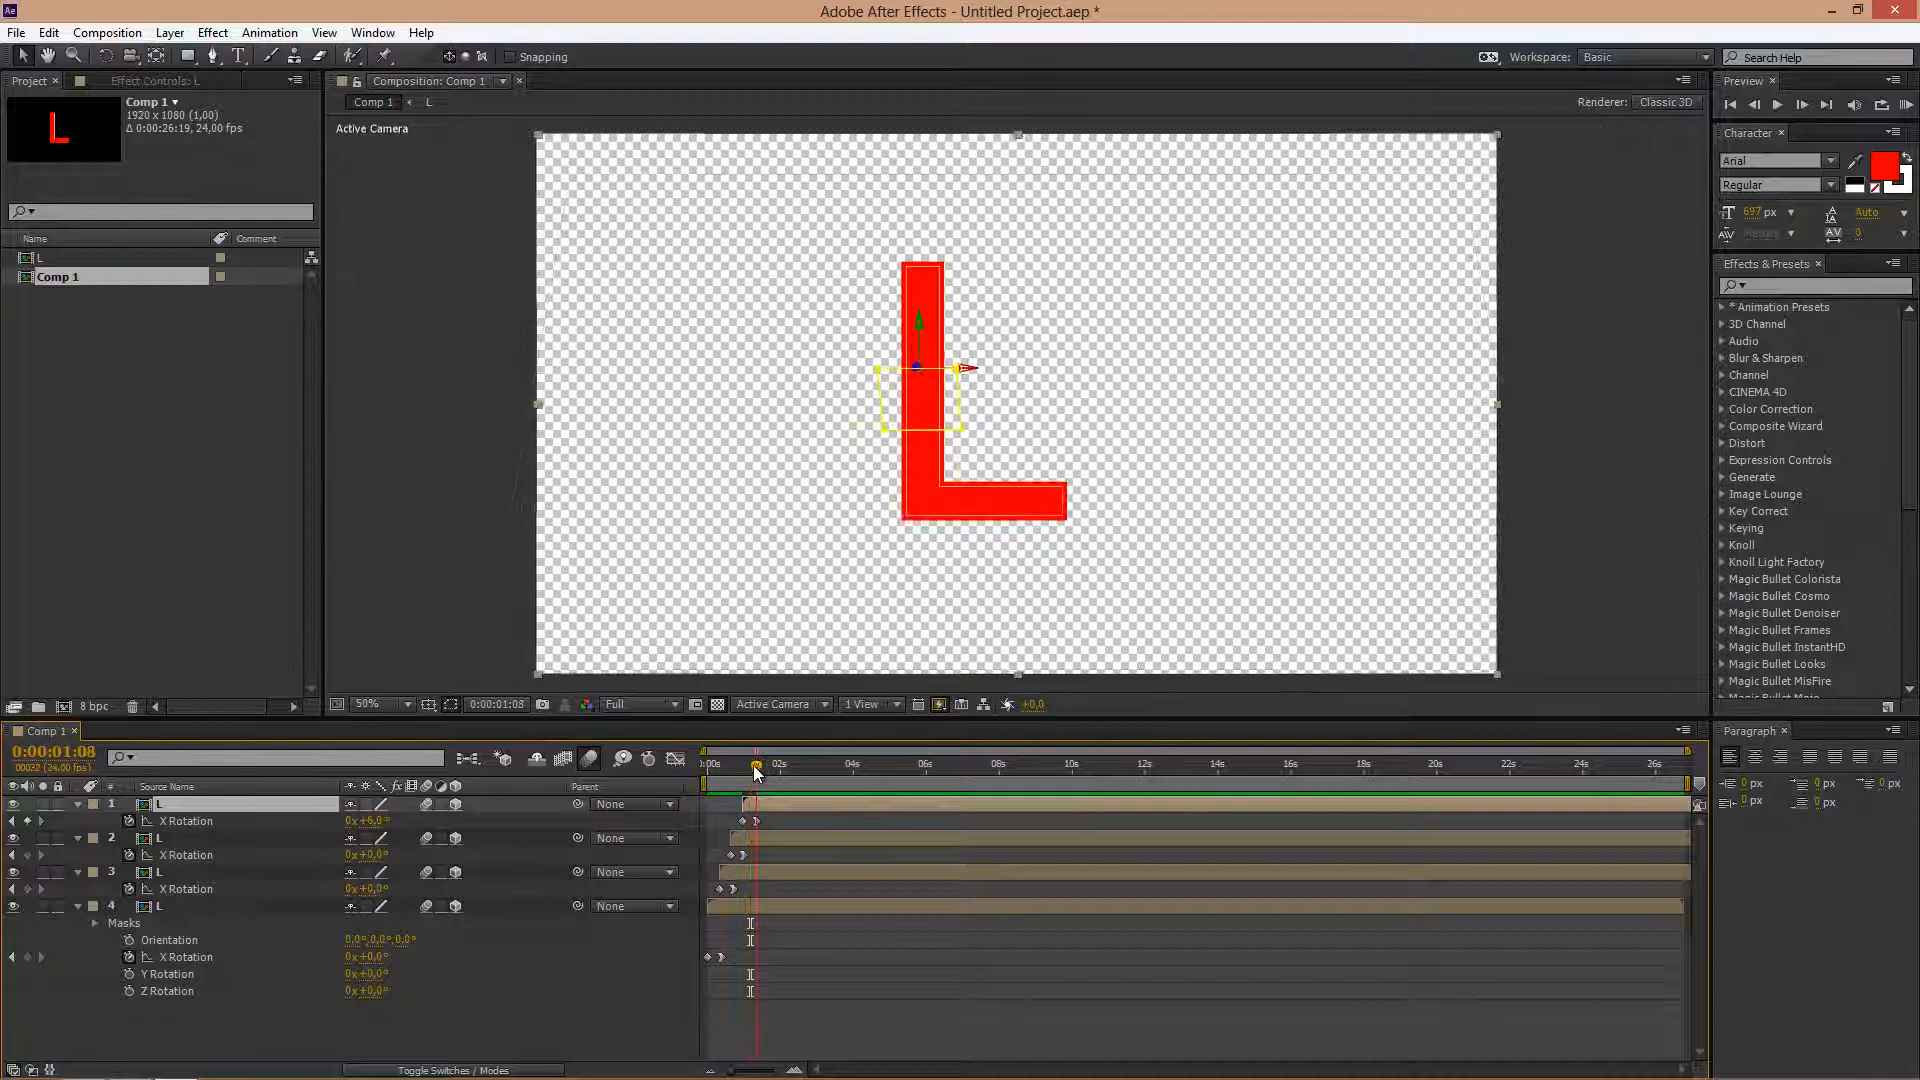 Ae
Adobe After Effects - Untitled Project.aep *
File Edit Composition Layer Effect Animation View Window Help
Snapping
Workspace: Basic
Search Help
Project × Effect Controls: L
Comp 1
1920 x 1080 (1,00)
Δ 0:00:26:19, 24,00 fps
Name Comment
L
Comp 1
8 bpc
Composition: Comp 1
Comp 1 L
Renderer: Classic 3D
Active Camera
L
50% 0:00:01:08 Full Active Camera 1 View +0,0
Preview ×
Character ×
Arial
Regular
697 px Auto
Metrics 0
Effects & Presets ×
* Animation Presets
3D Channel
Audio
Blur & Sharpen
Channel
CINEMA 4D
Color Correction
Composite Wizard
Distort
Expression Controls
Generate
Image Lounge
Key Correct
Keying
Knoll
Knoll Light Factory
Magic Bullet Colorista
Magic Bullet Cosmo
Magic Bullet Denoiser
Magic Bullet Frames
Magic Bullet InstantHD
Magic Bullet Looks
Magic Bullet MisFire
Magic Bullet Mojo
Comp 1 ×
0:00:01:08
00032 (24.00 fps)
# Source Name fx Parent
0:00s 02s 04s 06s 08s 10s 12s 14s 16s 18s 20s 22s 24s 26s
1 L None
X Rotation 0x+6,0°
2 L None
X Rotation 0x+0,0°
3 L None
X Rotation 0x+0,0°
4 L None
Masks
Orientation 0,0°,0,0°,0,0°
X Rotation 0x+0,0°
Y Rotation 0x+0,0°
Z Rotation 0x+0,0°
Toggle Switches / Modes
Paragraph ×
0 px 0 px 0 px
0 px 0 px